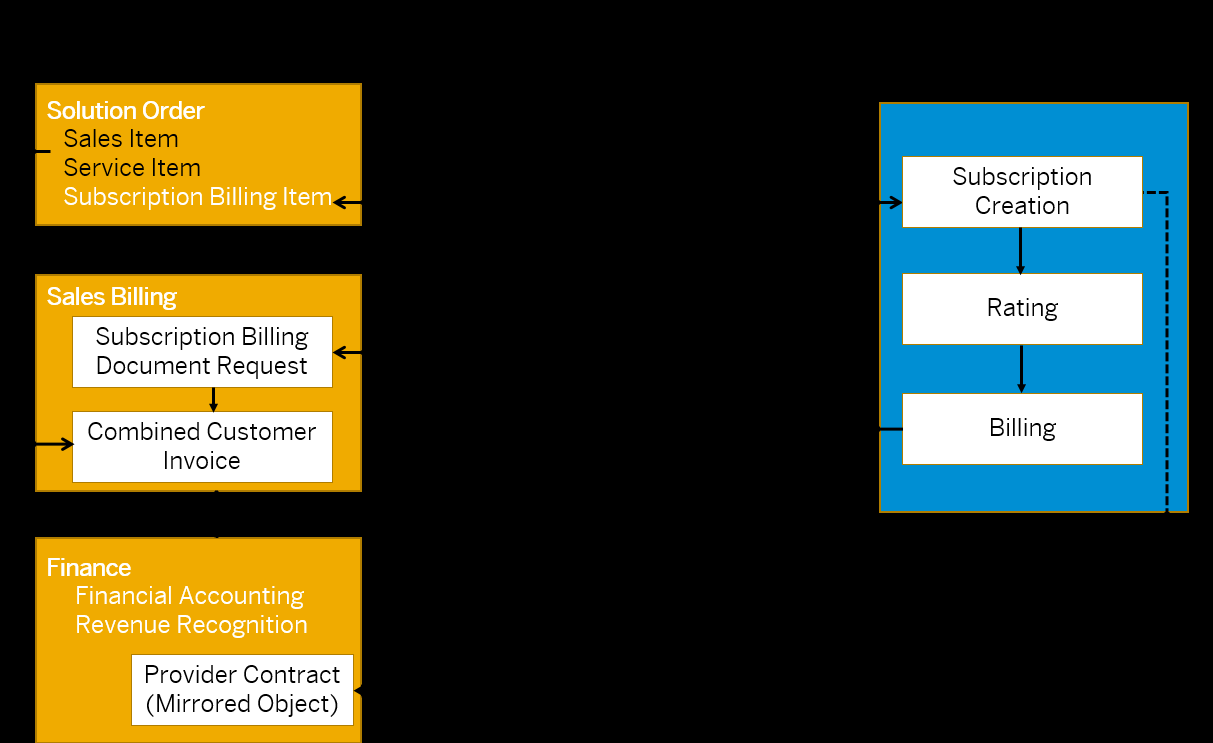 Solution Order
Sales Item
Service Item
Subscription Billing Item
Sales Billing
Subscription Billing
Document Request
Combined Customer
Invoice
Finance
Financial Accounting
Revenue Recognition
Provider Contract
(Mirrored Object)
Subscription
Creation
Rating
Billing